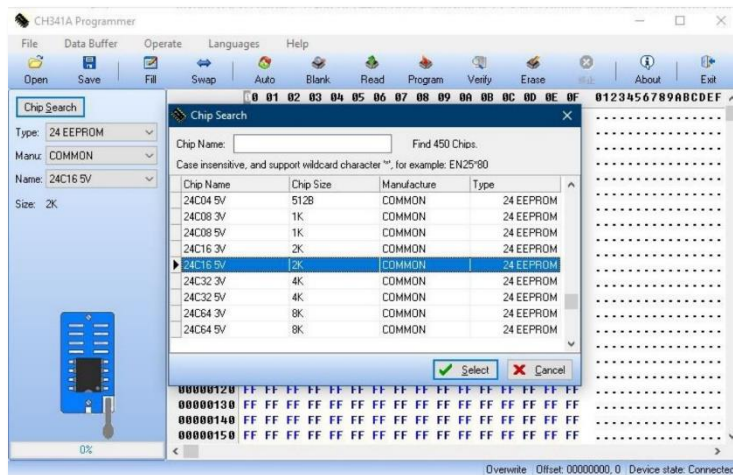 CH341A Programmer
File Data Buffer Operate Languages Help
Open Save Fill Swap Auto Blank Read Program Verify Erase About Exit
0 01 02 03 04 05 06 07 08 09 0A 0B 0C 0D 0E 0F 0123456789ABCDEF
Chip Search
Type: 24 EEPROM
Manu: COMMON
Name: 24C16 5V
Size: 2K
Chip Search
Chip Name: Find 450 Chips.
Case insensitive, and support wildcard character "*", for example: EN25*80
Chip Name Chip Size Manufacture Type
24C04 5V 512B COMMON 24 EEPROM
24C08 3V 1K COMMON 24 EEPROM
24C08 5V 1K COMMON 24 EEPROM
24C16 3V 2K COMMON 24 EEPROM
24C16 5V 2K COMMON 24 EEPROM
24C32 3V 4K COMMON 24 EEPROM
24C32 5V 4K COMMON 24 EEPROM
24C64 3V 8K COMMON 24 EEPROM
24C64 5V 8K COMMON 24 EEPROM
Select Cancel
00000120 FF FF FF FF FF FF FF FF FF FF FF FF FF FF FF FF ................
00000130 FF FF FF FF FF FF FF FF FF FF FF FF FF FF FF FF ................
00000140 FF FF FF FF FF FF FF FF FF FF FF FF FF FF FF FF ................
00000150 FF FF FF FF FF FF FF FF FF FF FF FF FF FF FF FF ................
0%
Overwrite Offset: 00000000, 0 Device state: Connected